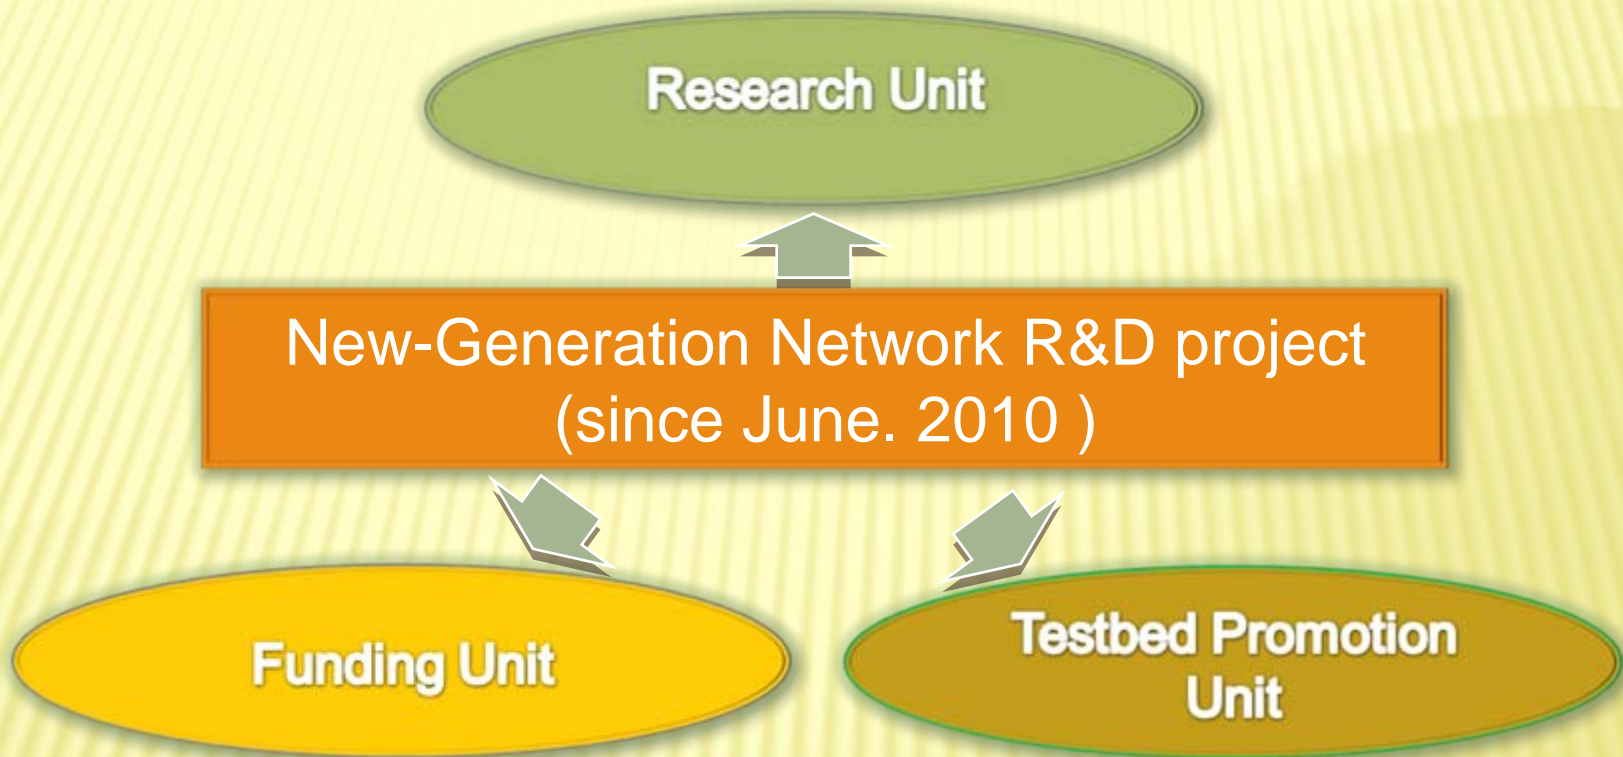 Research Unit
New-Generation Network R&D project
(since June. 2010 )
Funding Unit
Testbed Promotion
Unit